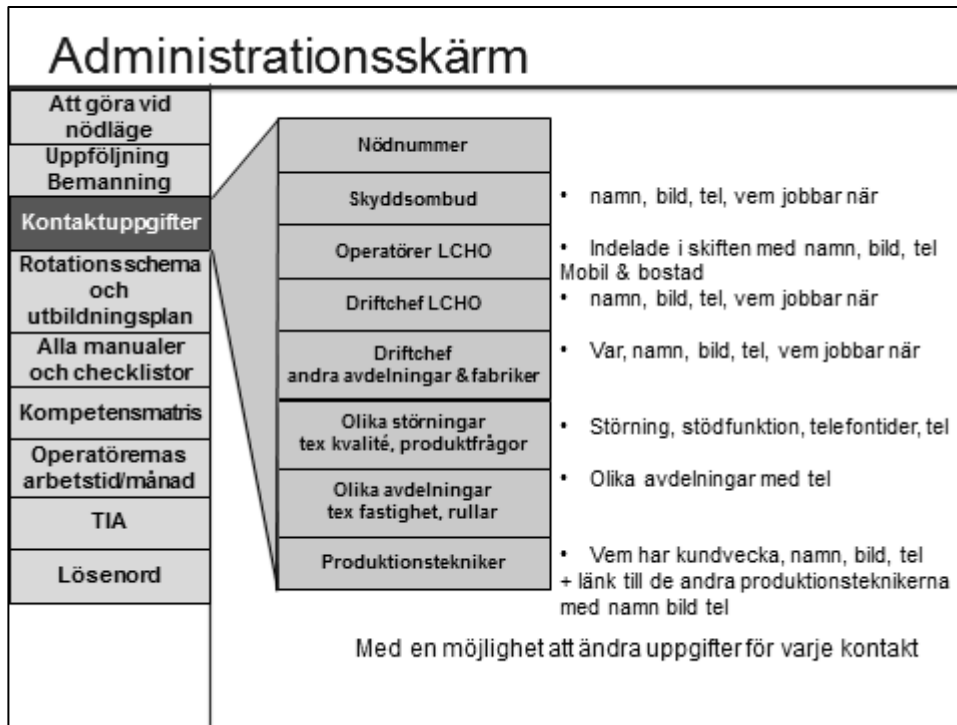 Administrationsskärm
Att göra vid
nödläge
Uppföljning
Bemanning
Kontaktuppgifter
Rotationsschema
och
utbildningsplan
Alla manualer
och checklistor
Kompetensmatris
Operatörernas
arbetstid/månad
TIA
Lösenord
Nödnummer
Skyddsombud
• namn, bild, tel, vem jobbar när
Operatörer LCHO
• Indelade i skiften med namn, bild, tel
Mobil & bostad
Driftchef LCHO
• namn, bild, tel, vem jobbar när
Driftchef
andra avdelningar & fabriker
• Var, namn, bild, tel, vem jobbar när
Olika störningar
tex kvalité, produktfrågor
• Störning, stödfunktion, telefontider, tel
Olika avdelningar
tex fastighet, rullar
• Olika avdelningar med tel
Produktionstekniker
• Vem har kundvecka, namn, bild, tel
+ länk till de andra produktionsteknikerna
med namn bild tel
Med en möjlighet att ändra uppgifter för varje kontakt